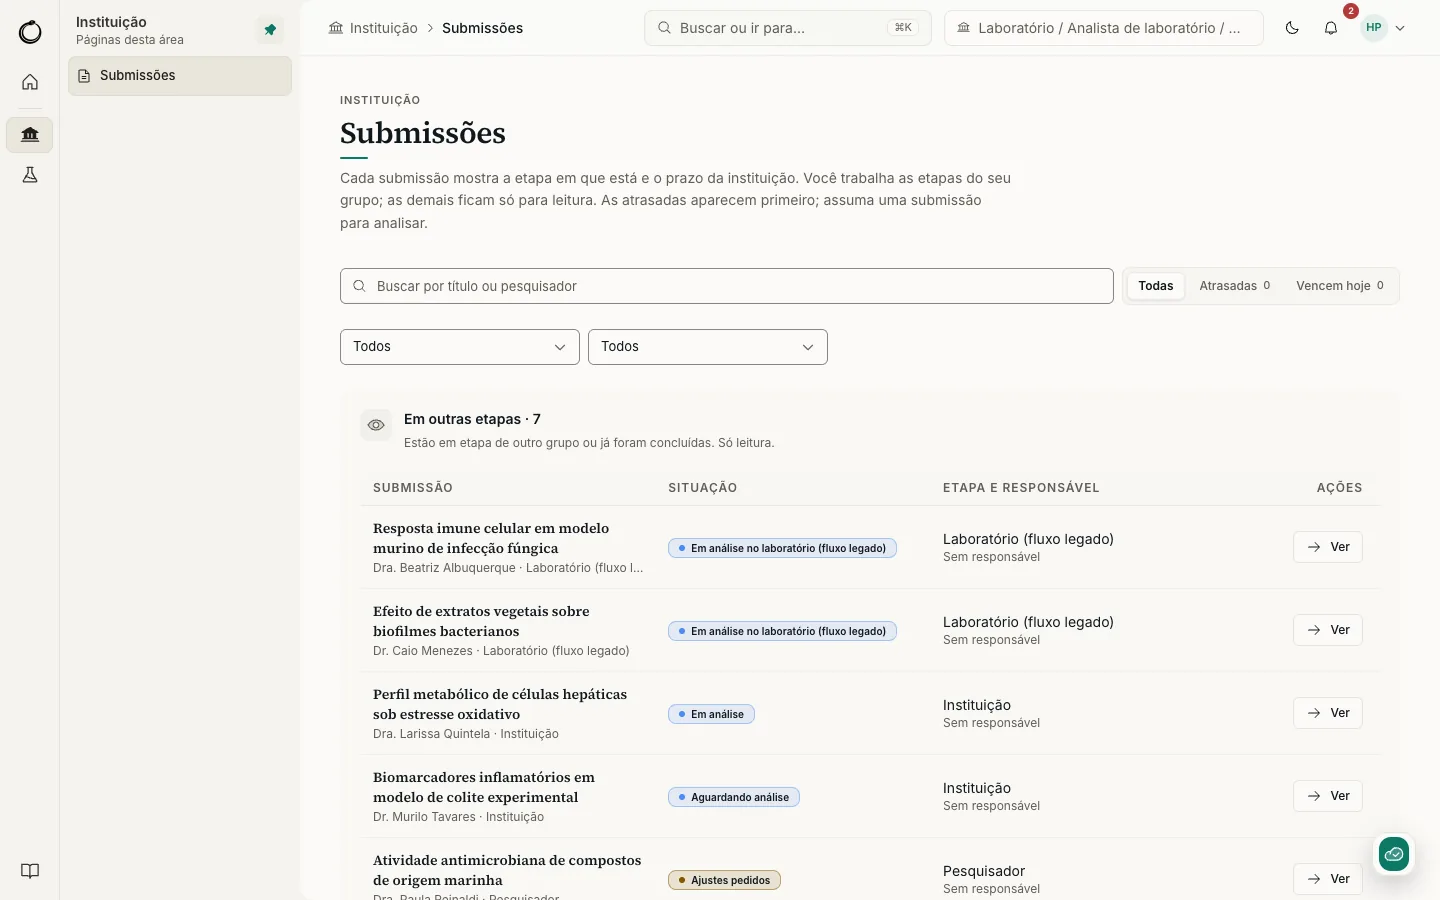 Instituição
Páginas desta área
Submissões
Instituição
Submissões
Buscar ou ir para...
⌘K
Laboratório / Analista de laboratório / ...
2
HP
INSTITUIÇÃO
Submissões
Cada submissão mostra a etapa em que está e o prazo da instituição. Você trabalha as etapas do seu
grupo; as demais ficam só para leitura. As atrasadas aparecem primeiro; assuma uma submissão
para analisar.
Buscar por título ou pesquisador
Todas
Atrasadas 0
Vencem hoje 0
Todos
Todos
Em outras etapas · 7
Estão em etapa de outro grupo ou já foram concluídas. Só leitura.
SUBMISSÃO
SITUAÇÃO
ETAPA E RESPONSÁVEL
AÇÕES
Resposta imune celular em modelo
murino de infecção fúngica
Dra. Beatriz Albuquerque · Laboratório (fluxo l...
Em análise no laboratório (fluxo legado)
Laboratório (fluxo legado)
Sem responsável
Ver
Efeito de extratos vegetais sobre
biofilmes bacterianos
Dr. Caio Menezes · Laboratório (fluxo legado)
Em análise no laboratório (fluxo legado)
Laboratório (fluxo legado)
Sem responsável
Ver
Perfil metabólico de células hepáticas
sob estresse oxidativo
Dra. Larissa Quintela · Instituição
Em análise
Instituição
Sem responsável
Ver
Biomarcadores inflamatórios em
modelo de colite experimental
Dr. Murilo Tavares · Instituição
Aguardando análise
Instituição
Sem responsável
Ver
Atividade antimicrobiana de compostos
de origem marinha
Dra. Paula Reinaldi · Pesquisador
Ajustes pedidos
Pesquisador
Sem responsável
Ver